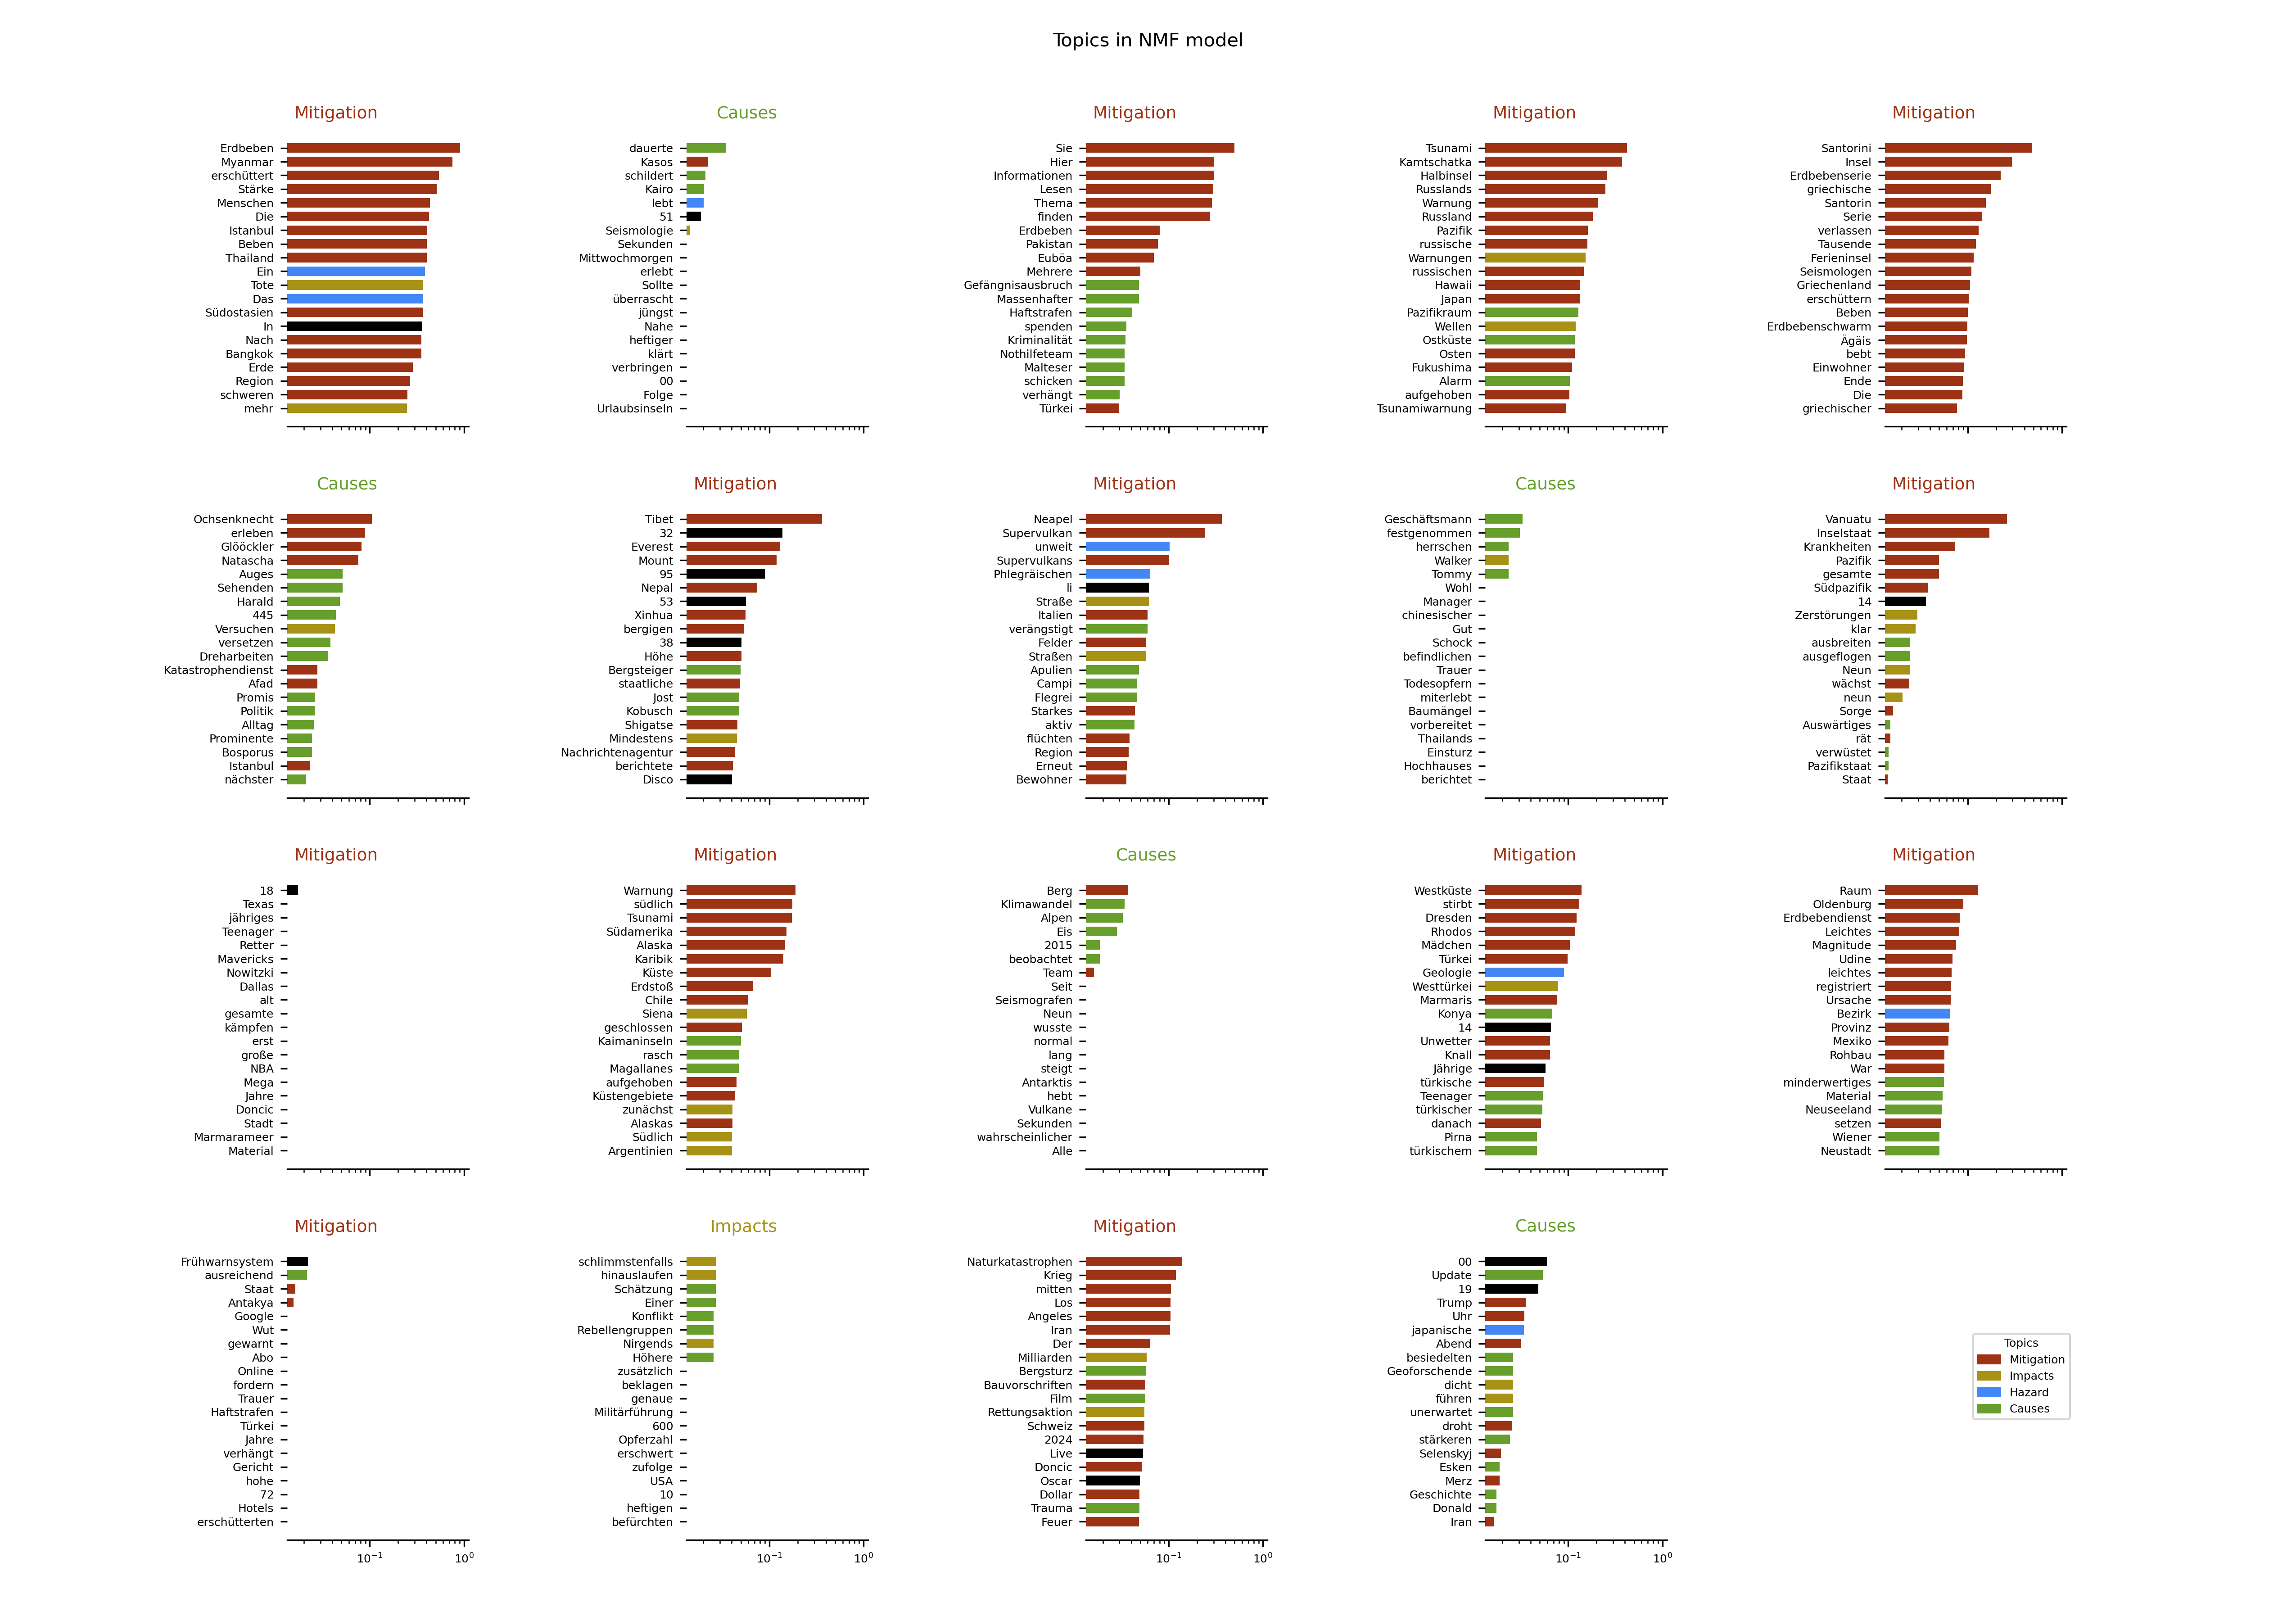 Topics in NMF model
Mitigation
Erdbeben
Myanmar
erschüttert
Stärke
Menschen
Die
Istanbul
Beben
Thailand
Ein
Tote
Das
Südostasien
In
Nach
Bangkok
Erde
Region
schweren
mehr
Causes
dauerte
Kasos
schildert
Kairo
lebt
51
Seismologie
Sekunden
Mittwochmorgen
erlebt
Sollte
überrascht
jüngst
Nahe
heftiger
klärt
verbringen
00
Folge
Urlaubsinseln
Mitigation
Sie
Hier
Informationen
Lesen
Thema
finden
Erdbeben
Pakistan
Euböa
Mehrere
Gefängnisausbruch
Massenhafter
Haftstrafen
spenden
Kriminalität
Nothilfeteam
Malteser
schicken
verhängt
Türkei
Mitigation
Tsunami
Kamtschatka
Halbinsel
Russlands
Warnung
Russland
Pazifik
russische
Warnungen
russischen
Hawaii
Japan
Pazifikraum
Wellen
Ostküste
Osten
Fukushima
Alarm
aufgehoben
Tsunamiwarnung
Mitigation
Santorini
Insel
Erdbebenserie
griechische
Santorin
Serie
verlassen
Tausende
Ferieninsel
Seismologen
Griechenland
erschüttern
Beben
Erdbebenschwarm
Ägäis
bebt
Einwohner
Ende
Die
griechischer
Causes
Ochsenknecht
erleben
Glööckler
Natascha
Auges
Sehenden
Harald
445
Versuchen
versetzen
Dreharbeiten
Katastrophendienst
Afad
Promis
Politik
Alltag
Prominente
Bosporus
Istanbul
nächster
Mitigation
Tibet
32
Everest
Mount
95
Nepal
53
Xinhua
bergigen
38
Höhe
Bergsteiger
staatliche
Jost
Kobusch
Shigatse
Mindestens
Nachrichtenagentur
berichtete
Disco
Mitigation
Neapel
Supervulkan
unweit
Supervulkans
Phlegräischen
li
Straße
Italien
verängstigt
Felder
Straßen
Apulien
Campi
Flegrei
Starkes
aktiv
flüchten
Region
Erneut
Bewohner
Causes
Geschäftsmann
festgenommen
herrschen
Walker
Tommy
Wohl
Manager
chinesischer
Gut
Schock
befindlichen
Trauer
Todesopfern
miterlebt
Baumängel
vorbereitet
Thailands
Einsturz
Hochhauses
berichtet
Mitigation
Vanuatu
Inselstaat
Krankheiten
Pazifik
gesamte
Südpazifik
14
Zerstörungen
klar
ausbreiten
ausgeflogen
Neun
wächst
neun
Sorge
Auswärtiges
rät
verwüstet
Pazifikstaat
Staat
Mitigation
18
Texas
jähriges
Teenager
Retter
Mavericks
Nowitzki
Dallas
alt
gesamte
kämpfen
erst
große
NBA
Mega
Jahre
Doncic
Stadt
Marmarameer
Material
Mitigation
Warnung
südlich
Tsunami
Südamerika
Alaska
Karibik
Küste
Erdstoß
Chile
Siena
geschlossen
Kaimaninseln
rasch
Magallanes
aufgehoben
Küstengebiete
zunächst
Alaskas
Südlich
Argentinien
Causes
Berg
Klimawandel
Alpen
Eis
2015
beobachtet
Team
Seit
Seismografen
Neun
wusste
normal
lang
steigt
Antarktis
hebt
Vulkane
Sekunden
wahrscheinlicher
Alle
Mitigation
Westküste
stirbt
Dresden
Rhodos
Mädchen
Türkei
Geologie
Westtürkei
Marmaris
Konya
14
Unwetter
Knall
Jährige
türkische
Teenager
türkischer
danach
Pirna
türkischem
Mitigation
Raum
Oldenburg
Erdbebendienst
Leichtes
Magnitude
Udine
leichtes
registriert
Ursache
Bezirk
Provinz
Mexiko
Rohbau
War
minderwertiges
Material
Neuseeland
setzen
Wiener
Neustadt
Mitigation
Frühwarnsystem
ausreichend
Staat
Antakya
Google
Wut
gewarnt
Abo
Online
fordern
Trauer
Haftstrafen
Türkei
Jahre
verhängt
Gericht
hohe
72
Hotels
erschütterten
10⁻¹ 10⁰
Impacts
schlimmstenfalls
hinauslaufen
Schätzung
Einer
Konflikt
Rebellengruppen
Nirgends
Höhere
zusätzlich
beklagen
genaue
Militärführung
600
Opferzahl
erschwert
zufolge
USA
10
heftigen
befürchten
10⁻¹ 10⁰
Mitigation
Naturkatastrophen
Krieg
mitten
Los
Angeles
Iran
Der
Milliarden
Bergsturz
Bauvorschriften
Film
Rettungsaktion
Schweiz
2024
Live
Doncic
Oscar
Dollar
Trauma
Feuer
10⁻¹ 10⁰
Causes
00
Update
19
Trump
Uhr
japanische
Abend
besiedelten
Geoforschende
dicht
führen
unerwartet
droht
stärkeren
Selenskyj
Esken
Merz
Geschichte
Donald
Iran
10⁻¹ 10⁰
Topics
Mitigation
Impacts
Hazard
Causes